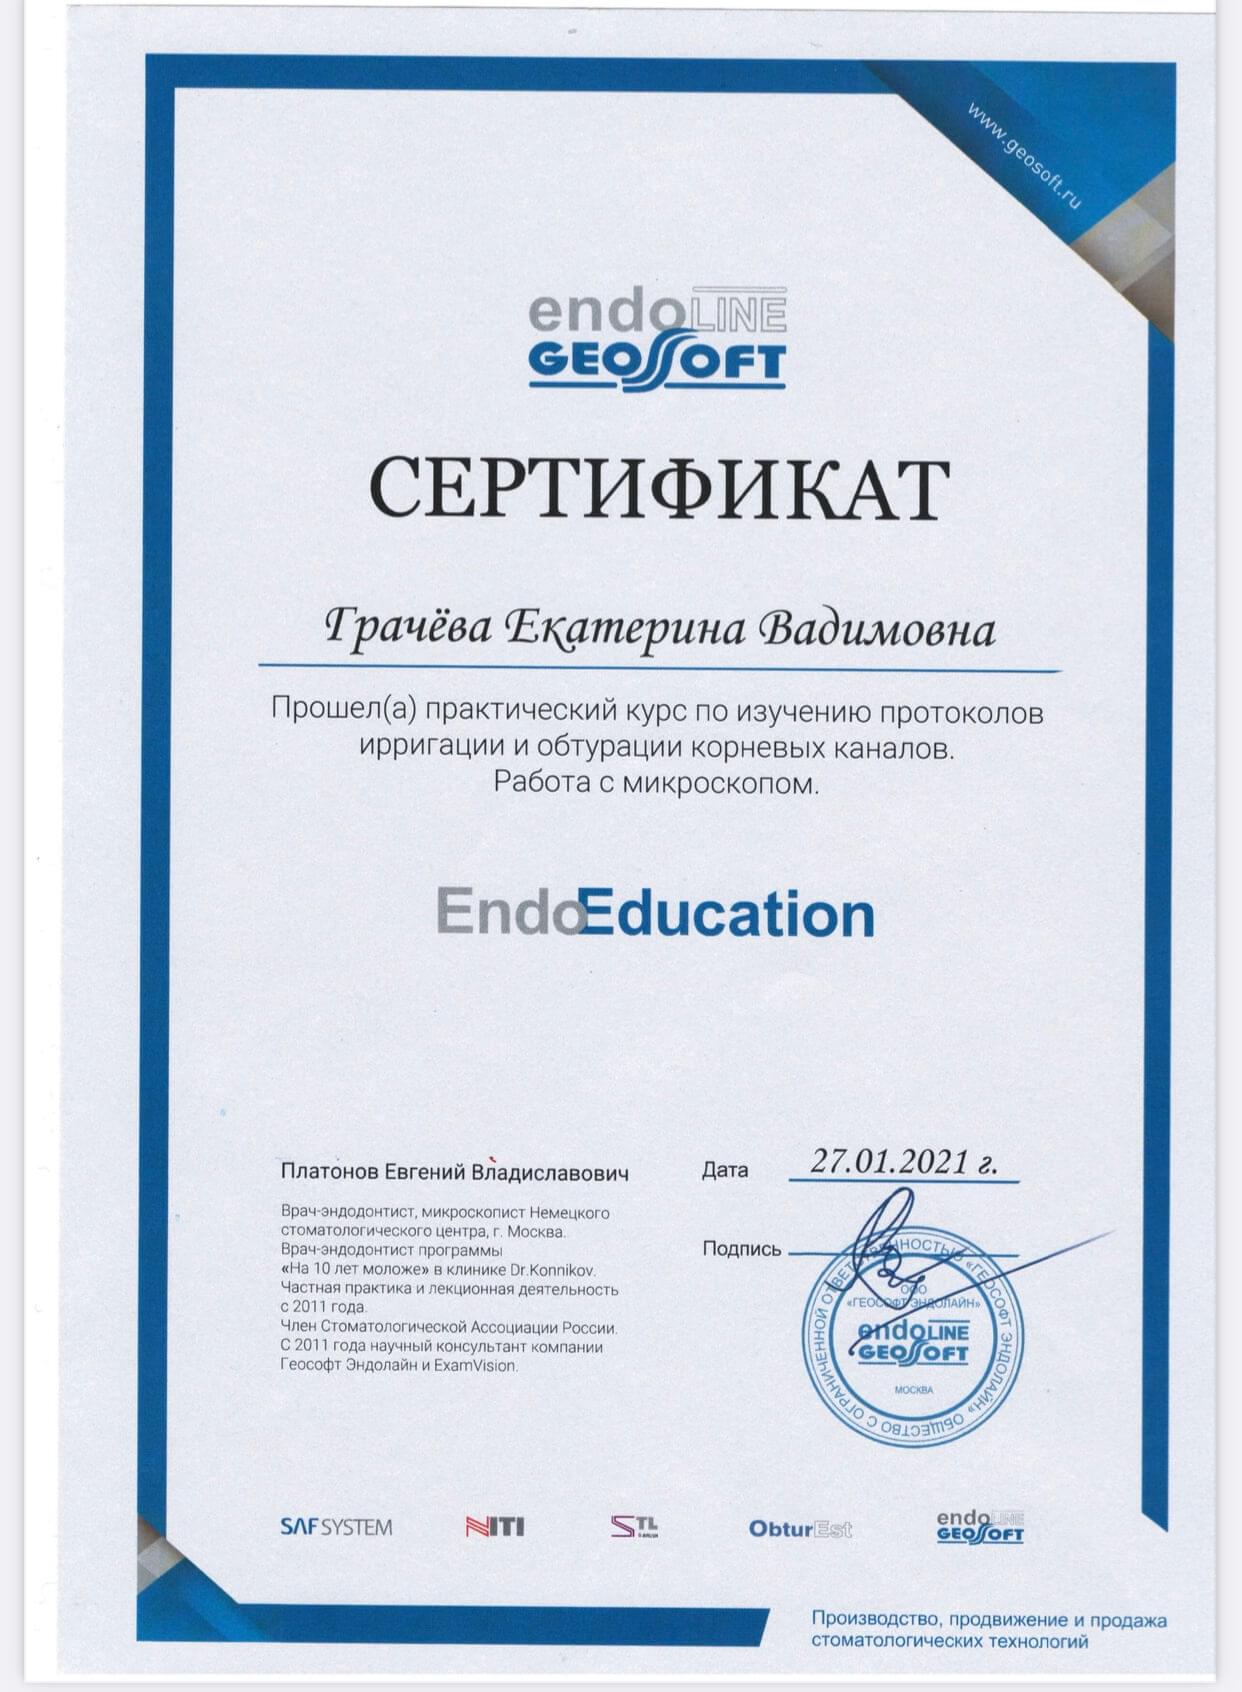 www.geosoft.ru
endoLINE
GEOSOFT
СЕРТИФИКАТ
Грачёва Екатерина Вадимовна
Прошел(а) практический курс по изучению протоколов
ирригации и обтурации корневых каналов.
Работа с микроскопом.
EndoEducation
Платонов Евгений Владиславович
Врач-эндодонтист, микроскопист Немецкого
стоматологического центра, г. Москва.
Врач-эндодонтист программы
«На 10 лет моложе» в клинике Dr.Konnikov.
Частная практика и лекционная деятельность
с 2011 года.
Член Стоматологической Ассоциации России.
С 2011 года научный консультант компании
Геософт Эндолайн и ExamVision.
Дата 27.01.2021 г.
Подпись
ОБЩЕСТВО С ОГРАНИЧЕННОЙ ОТВЕТСТВЕННОСТЬЮ «ГЕОСОФТ ЭНДОЛАЙН»
ООО
«ГЕОСОФТ ЭНДОЛАЙН»
endoLINE
GEOSOFT
МОСКВА
SAFSYSTEM
NITI
STL
ObturEst
endoLINE
GEOSOFT
Производство, продвижение и продажа
стоматологических технологий